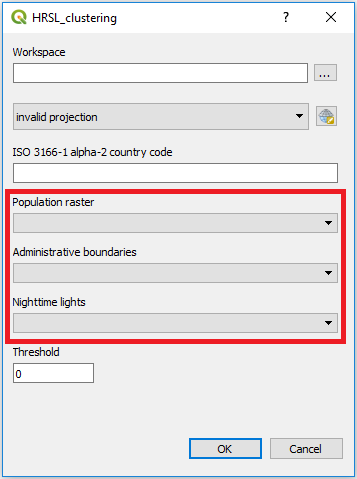 HRSL_clustering
Workspace
...
invalid projection
ISO 3166-1 alpha-2 country code
Population raster
Administrative boundaries
Nighttime lights
Threshold
0
OK Cancel